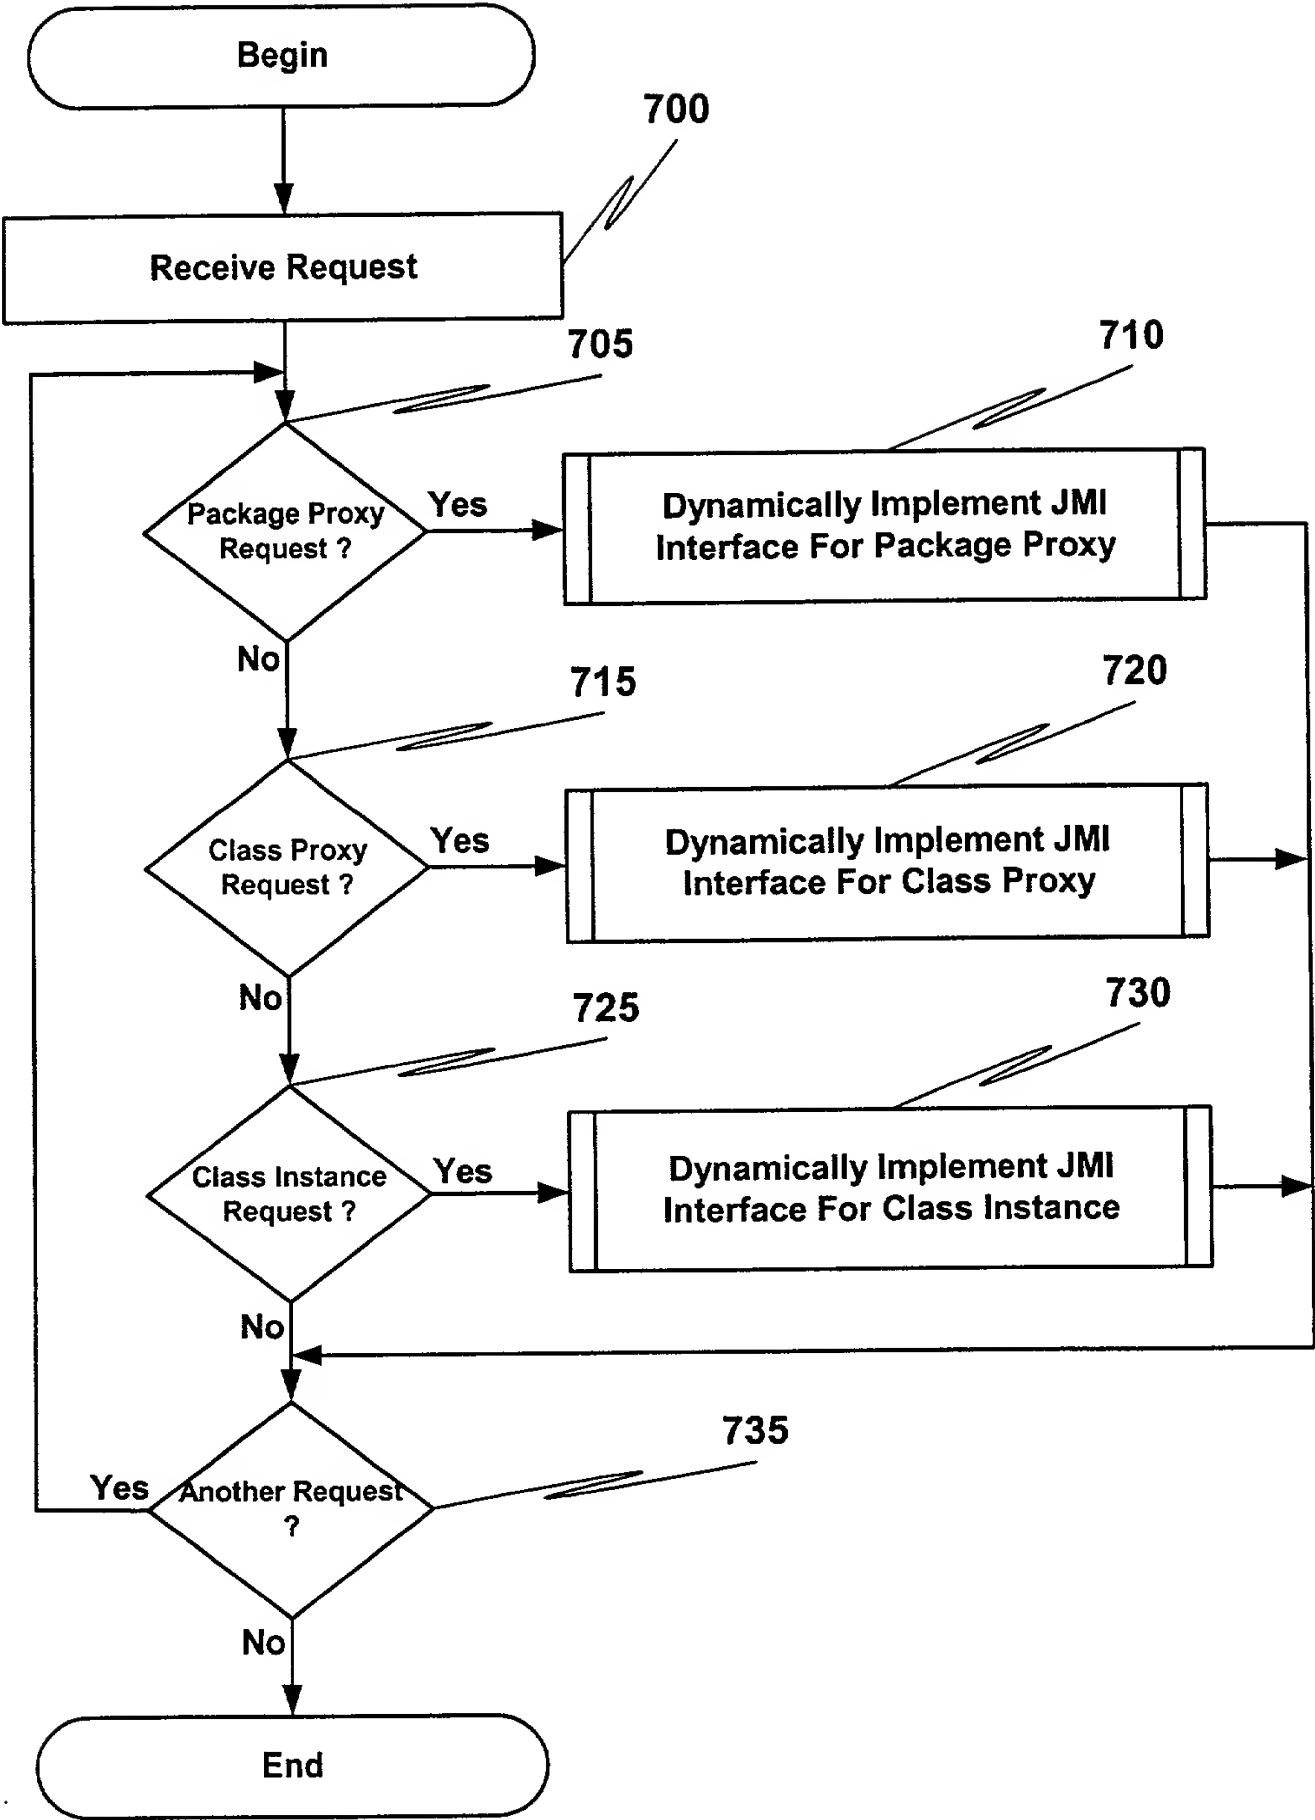 Begin
700
Receive Request
705
710
Package Proxy
Request ?
Yes
Dynamically Implement JMI
Interface For Package Proxy
No
715
720
Class Proxy
Request ?
Yes
Dynamically Implement JMI
Interface For Class Proxy
No
725
730
Class Instance
Request ?
Yes
Dynamically Implement JMI
Interface For Class Instance
No
735
Yes
Another Request
?
No
End